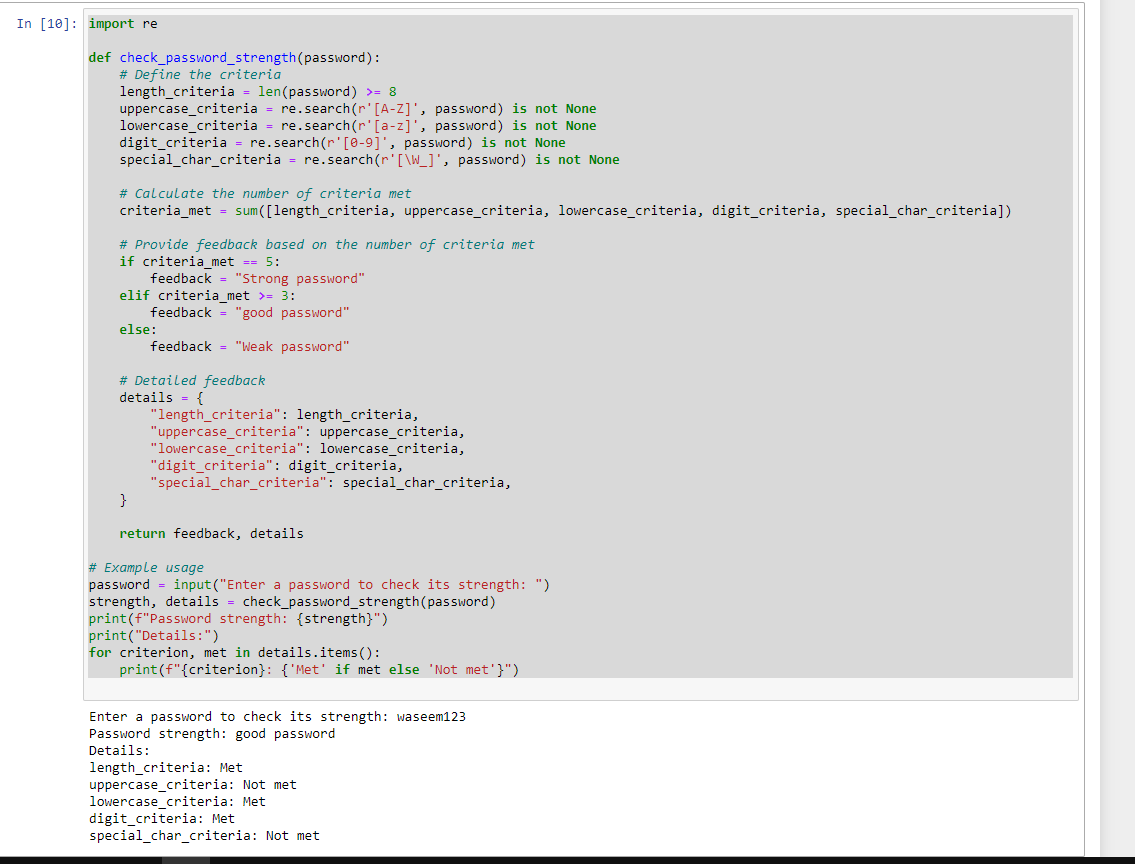 In [10]: import re
def check_password_strength(password):
    # Define the criteria
    length_criteria = len(password) >= 8
    uppercase_criteria = re.search(r'[A-Z]', password) is not None
    lowercase_criteria = re.search(r'[a-z]', password) is not None
    digit_criteria = re.search(r'[0-9]', password) is not None
    special_char_criteria = re.search(r'[\W_]', password) is not None
    # Calculate the number of criteria met
    criteria_met = sum([length_criteria, uppercase_criteria, lowercase_criteria, digit_criteria, special_char_criteria])
    # Provide feedback based on the number of criteria met
    if criteria_met == 5:
        feedback = "Strong password"
    elif criteria_met >= 3:
        feedback = "good password"
    else:
        feedback = "Weak password"
    # Detailed feedback
    details = {
        "length_criteria": length_criteria,
        "uppercase_criteria": uppercase_criteria,
        "lowercase_criteria": lowercase_criteria,
        "digit_criteria": digit_criteria,
        "special_char_criteria": special_char_criteria,
    }
    return feedback, details
# Example usage
password = input("Enter a password to check its strength: ")
strength, details = check_password_strength(password)
print(f"Password strength: {strength}")
print("Details:")
for criterion, met in details.items():
    print(f"{criterion}: {'Met' if met else 'Not met'}")
Enter a password to check its strength: waseem123
Password strength: good password
Details:
length_criteria: Met
uppercase_criteria: Not met
lowercase_criteria: Met
digit_criteria: Met
special_char_criteria: Not met